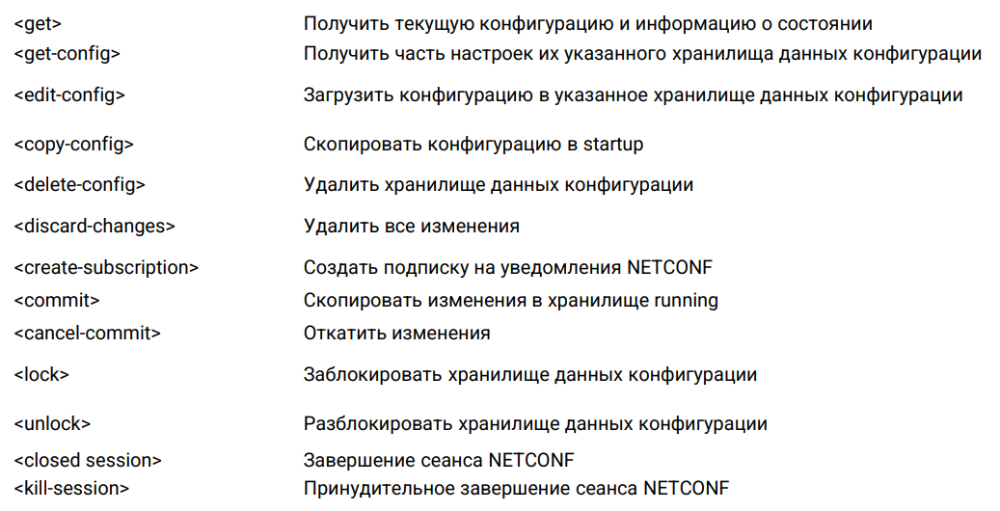 <get> Получить текущую конфигурацию и информацию о состоянии
<get-config> Получить часть настроек их указанного хранилища данных конфигурации
<edit-config> Загрузить конфигурацию в указанное хранилище данных конфигурации
<copy-config> Скопировать конфигурацию в startup
<delete-config> Удалить хранилище данных конфигурации
<discard-changes> Удалить все изменения
<create-subscription> Создать подписку на уведомления NETCONF
<commit> Скопировать изменения в хранилище running
<cancel-commit> Откатить изменения
<lock> Заблокировать хранилище данных конфигурации
<unlock> Разблокировать хранилище данных конфигурации
<closed session> Завершение сеанса NETCONF
<kill-session> Принудительное завершение сеанса NETCONF